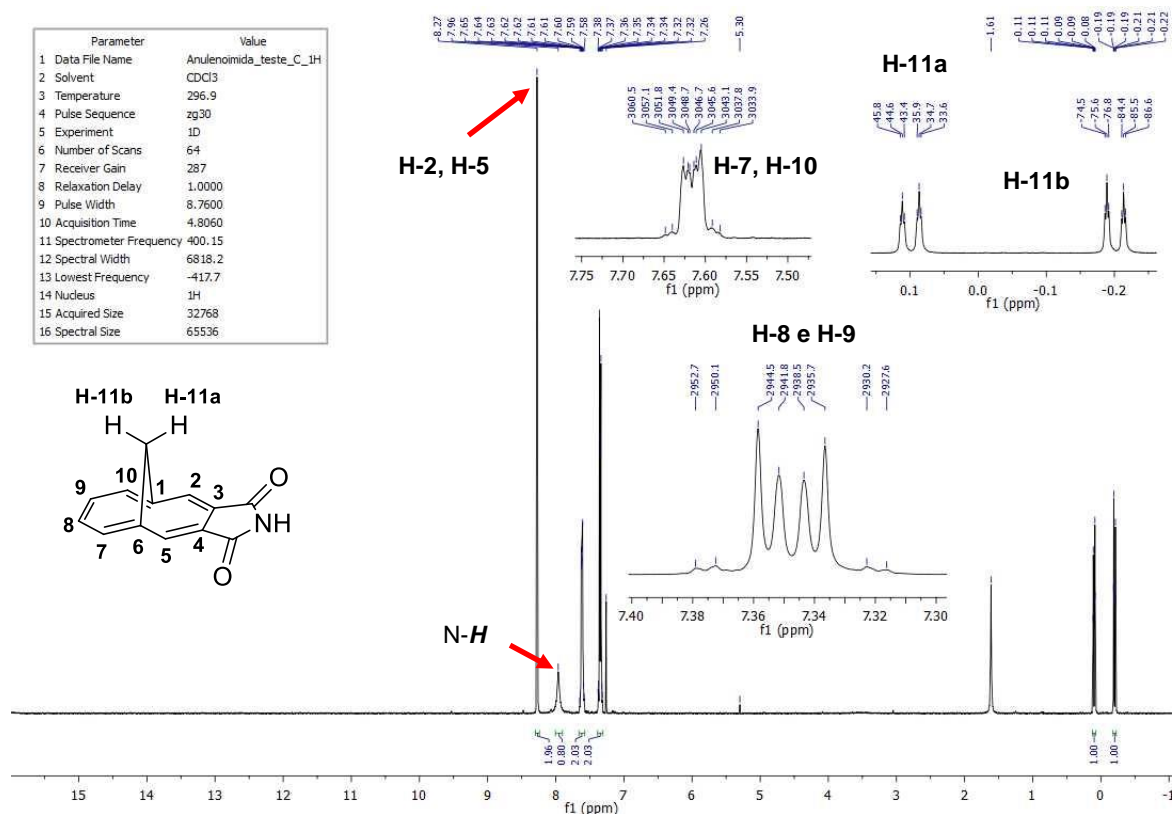 Parameter Value
1 Data File Name Anulenoimida_teste_C_1H
2 Solvent CDCl3
3 Temperature 296.9
4 Pulse Sequence zg30
5 Experiment 1D
6 Number of Scans 64
7 Receiver Gain 287
8 Relaxation Delay 1.0000
9 Pulse Width 8.7600
10 Acquisition Time 4.8060
11 Spectrometer Frequency 400.15
12 Spectral Width 6818.2
13 Lowest Frequency -417.7
14 Nucleus 1H
15 Acquired Size 32768
16 Spectral Size 65536
8.27 7.96 7.65 7.64 7.63 7.62 7.62 7.61 7.61 7.60 7.59 7.58 7.38 7.37 7.36 7.35 7.34 7.34 7.32 7.32 7.26 5.30 1.61 0.11 0.11 0.11 0.09 0.09 0.08 -0.19 -0.19 -0.19 -0.21 -0.21 -0.22
H-11a
3060.5 3057.1 3051.8 3049.4 3048.7 3046.7 3045.6 3043.1 3037.8 3033.9
45.8 44.6 43.4 35.9 34.7 33.6 -74.5 -75.6 -76.8 -84.4 -85.5 -86.6
H-2, H-5
H-7, H-10
H-11b
7.75 7.70 7.65 7.60 7.55 7.50
f1 (ppm)
0.1 0.0 -0.1 -0.2
f1 (ppm)
H-8 e H-9
2952.7 2950.1 2944.5 2941.8 2938.5 2935.7 2930.2 2927.6
7.40 7.38 7.36 7.34 7.32 7.30
f1 (ppm)
H-11b H-11a
H H
10 1 2 3 O
9 NH
8 7 6 5 4 O
N-H
1.96 0.80 2.03 2.03 1.00 1.00
15 14 13 12 11 10 9 8 7 6 5 4 3 2 1 0 -1
f1 (ppm)